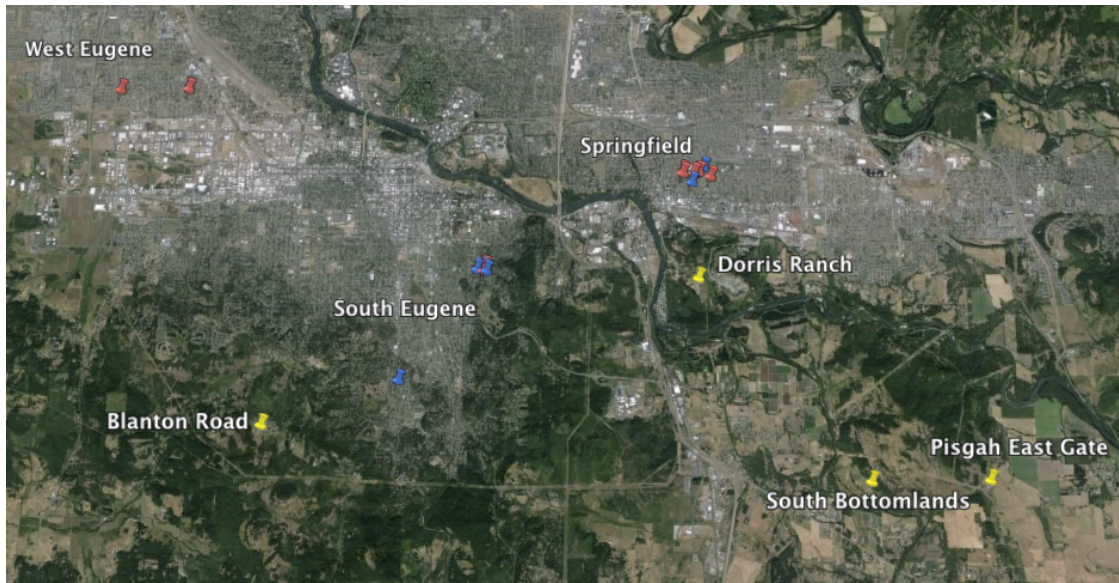 West Eugene
Springfield
Dorris Ranch
South Eugene
Blanton Road
Pisgah East Gate
South Bottomlands